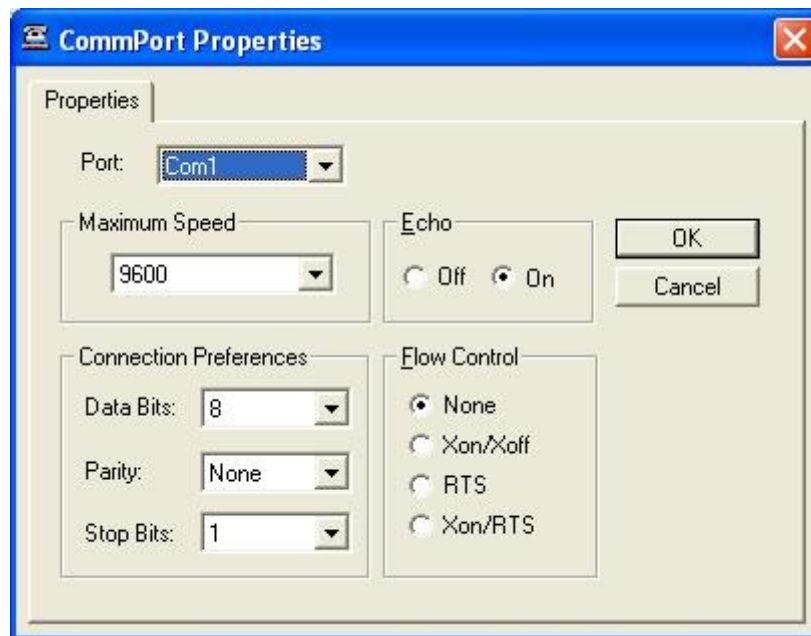 CommPort Properties
Properties
Port: Com1
Maximum Speed
9600
Echo
Off On
OK
Cancel
Connection Preferences
Data Bits: 8
Parity: None
Stop Bits: 1
Flow Control
None
Xon/Xoff
RTS
Xon/RTS